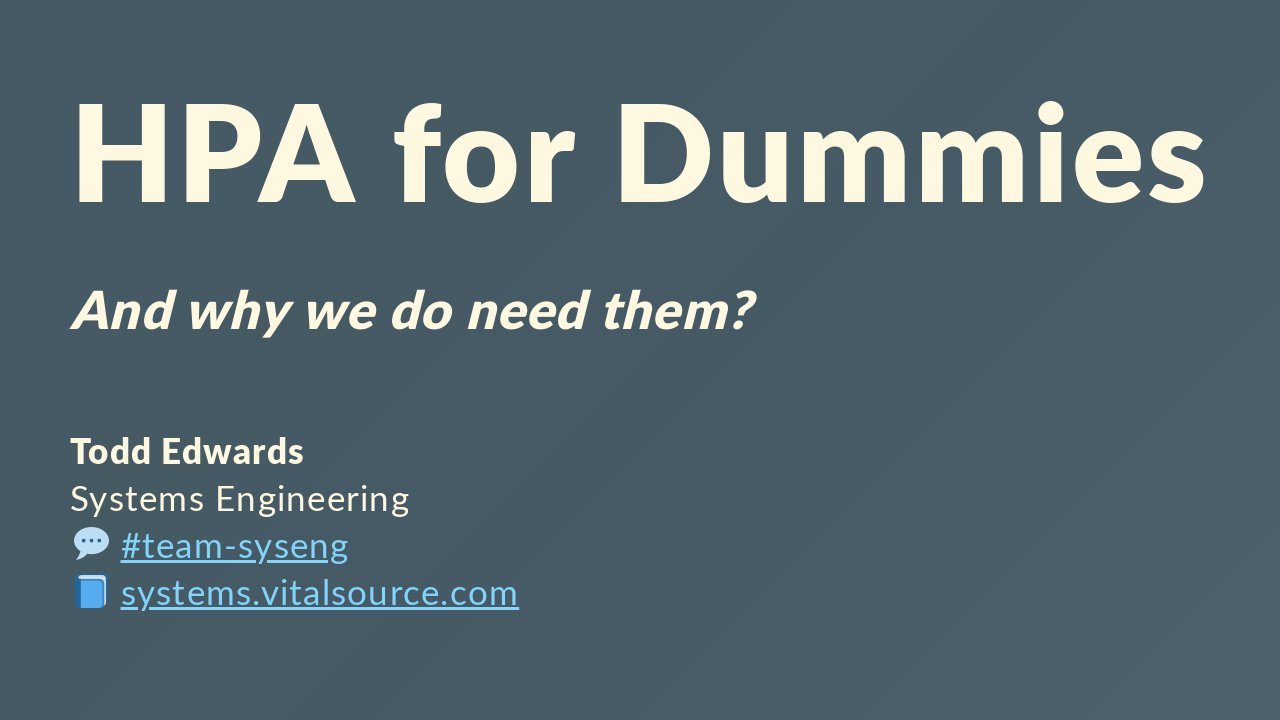 HPA for Dummies
And why we do need them?
Todd Edwards
Systems Engineering
💬 #team-syseng
📘 systems.vitalsource.com